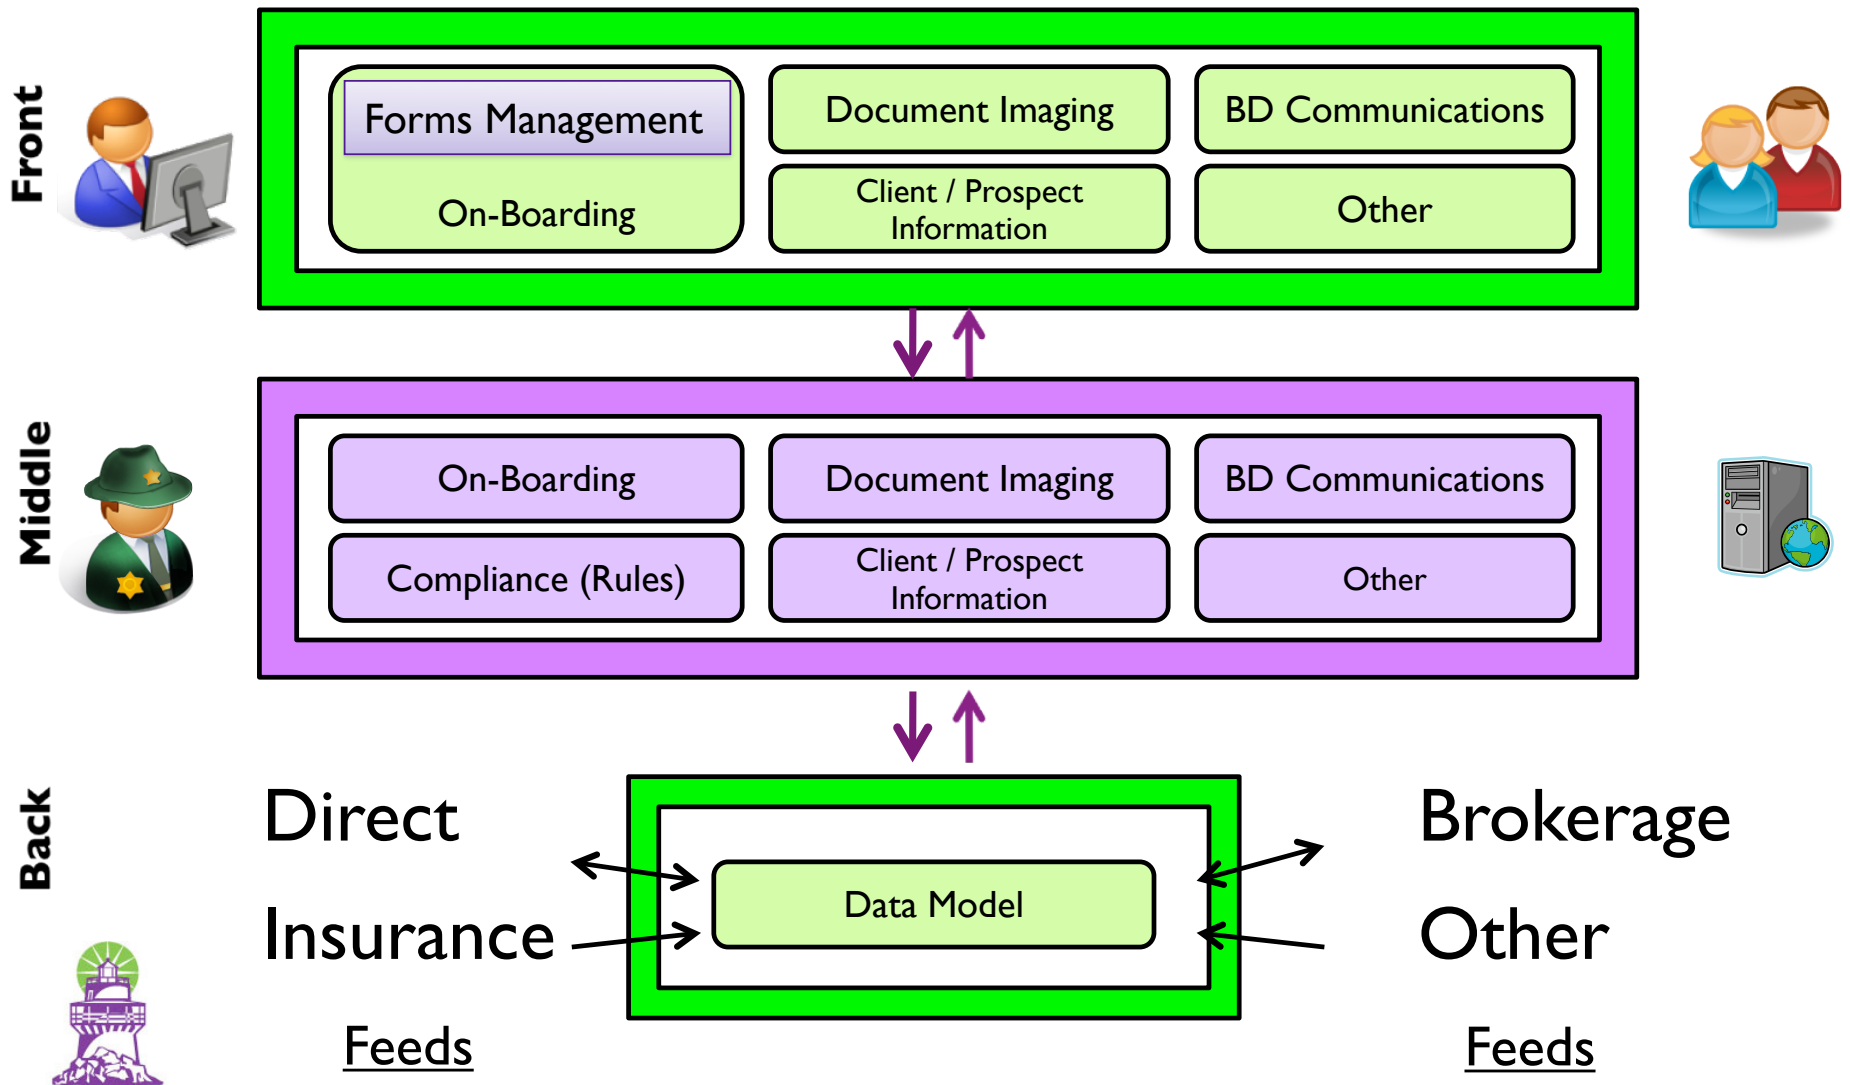 Front
Forms Management
On-Boarding
Document Imaging
BD Communications
Client / Prospect
Information
Other
Middle
On-Boarding
Document Imaging
BD Communications
Compliance (Rules)
Client / Prospect
Information
Other
Back
Direct
Insurance
Feeds
Data Model
Brokerage
Other
Feeds